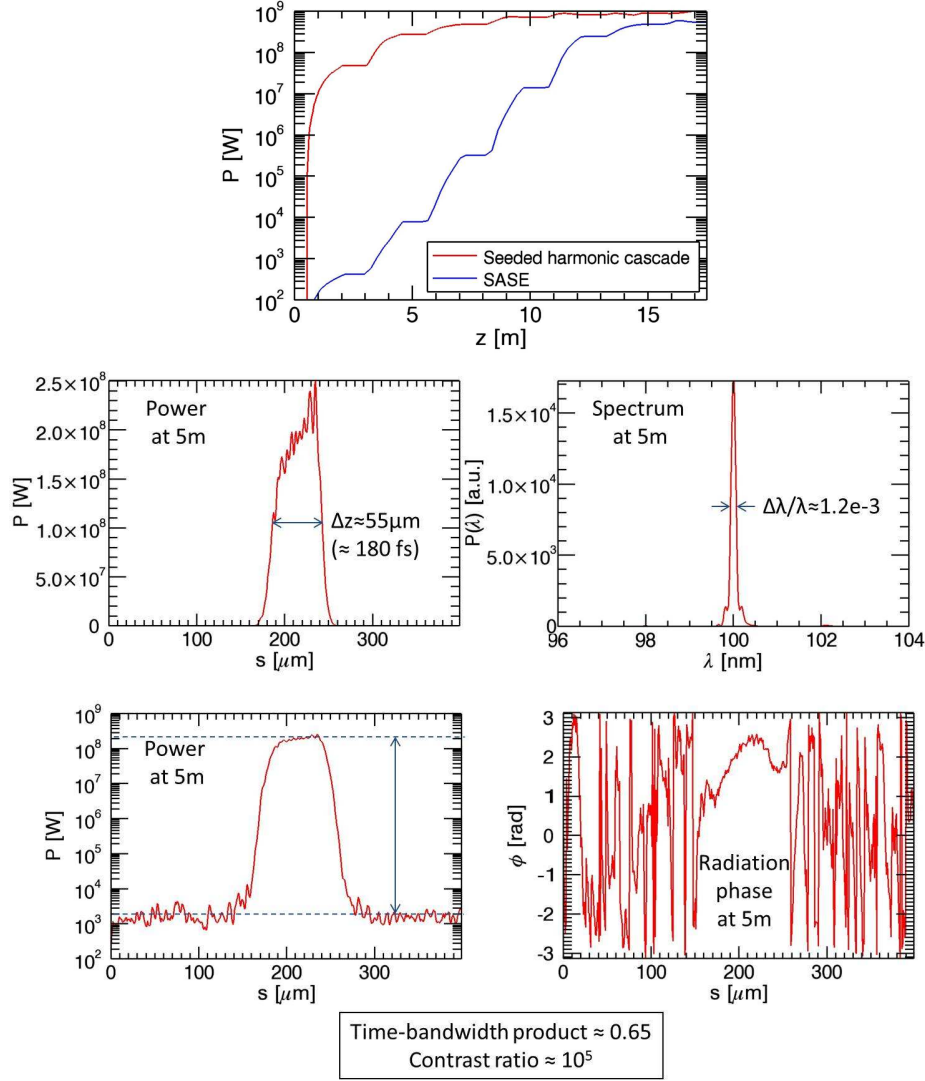 10⁹
10⁸
10⁷
10⁶
10⁵
10⁴
10³
10²
P [W]
Seeded harmonic cascade
SASE
0 5 10 15
z [m]
2.5×10⁸
2.0×10⁸
1.5×10⁸
1.0×10⁸
5.0×10⁷
0
P [W]
Power
at 5m
Δz≈55μm
(≈ 180 fs)
0 100 200 300
s [μm]
1.5×10⁴
1.0×10⁴
5.0×10³
0
P(λ) [a.u.]
Spectrum
at 5m
Δλ/λ≈1.2e-3
96 98 100 102 104
λ [nm]
10⁹
10⁸
10⁷
10⁶
10⁵
10⁴
10³
10²
P [W]
Power
at 5m
0 100 200 300
s [μm]
3
2
1
0
-1
-2
-3
ϕ [rad]
Radiation
phase
at 5m
0 100 200 300
s [μm]
Time-bandwidth product ≈ 0.65
Contrast ratio ≈ 10⁵